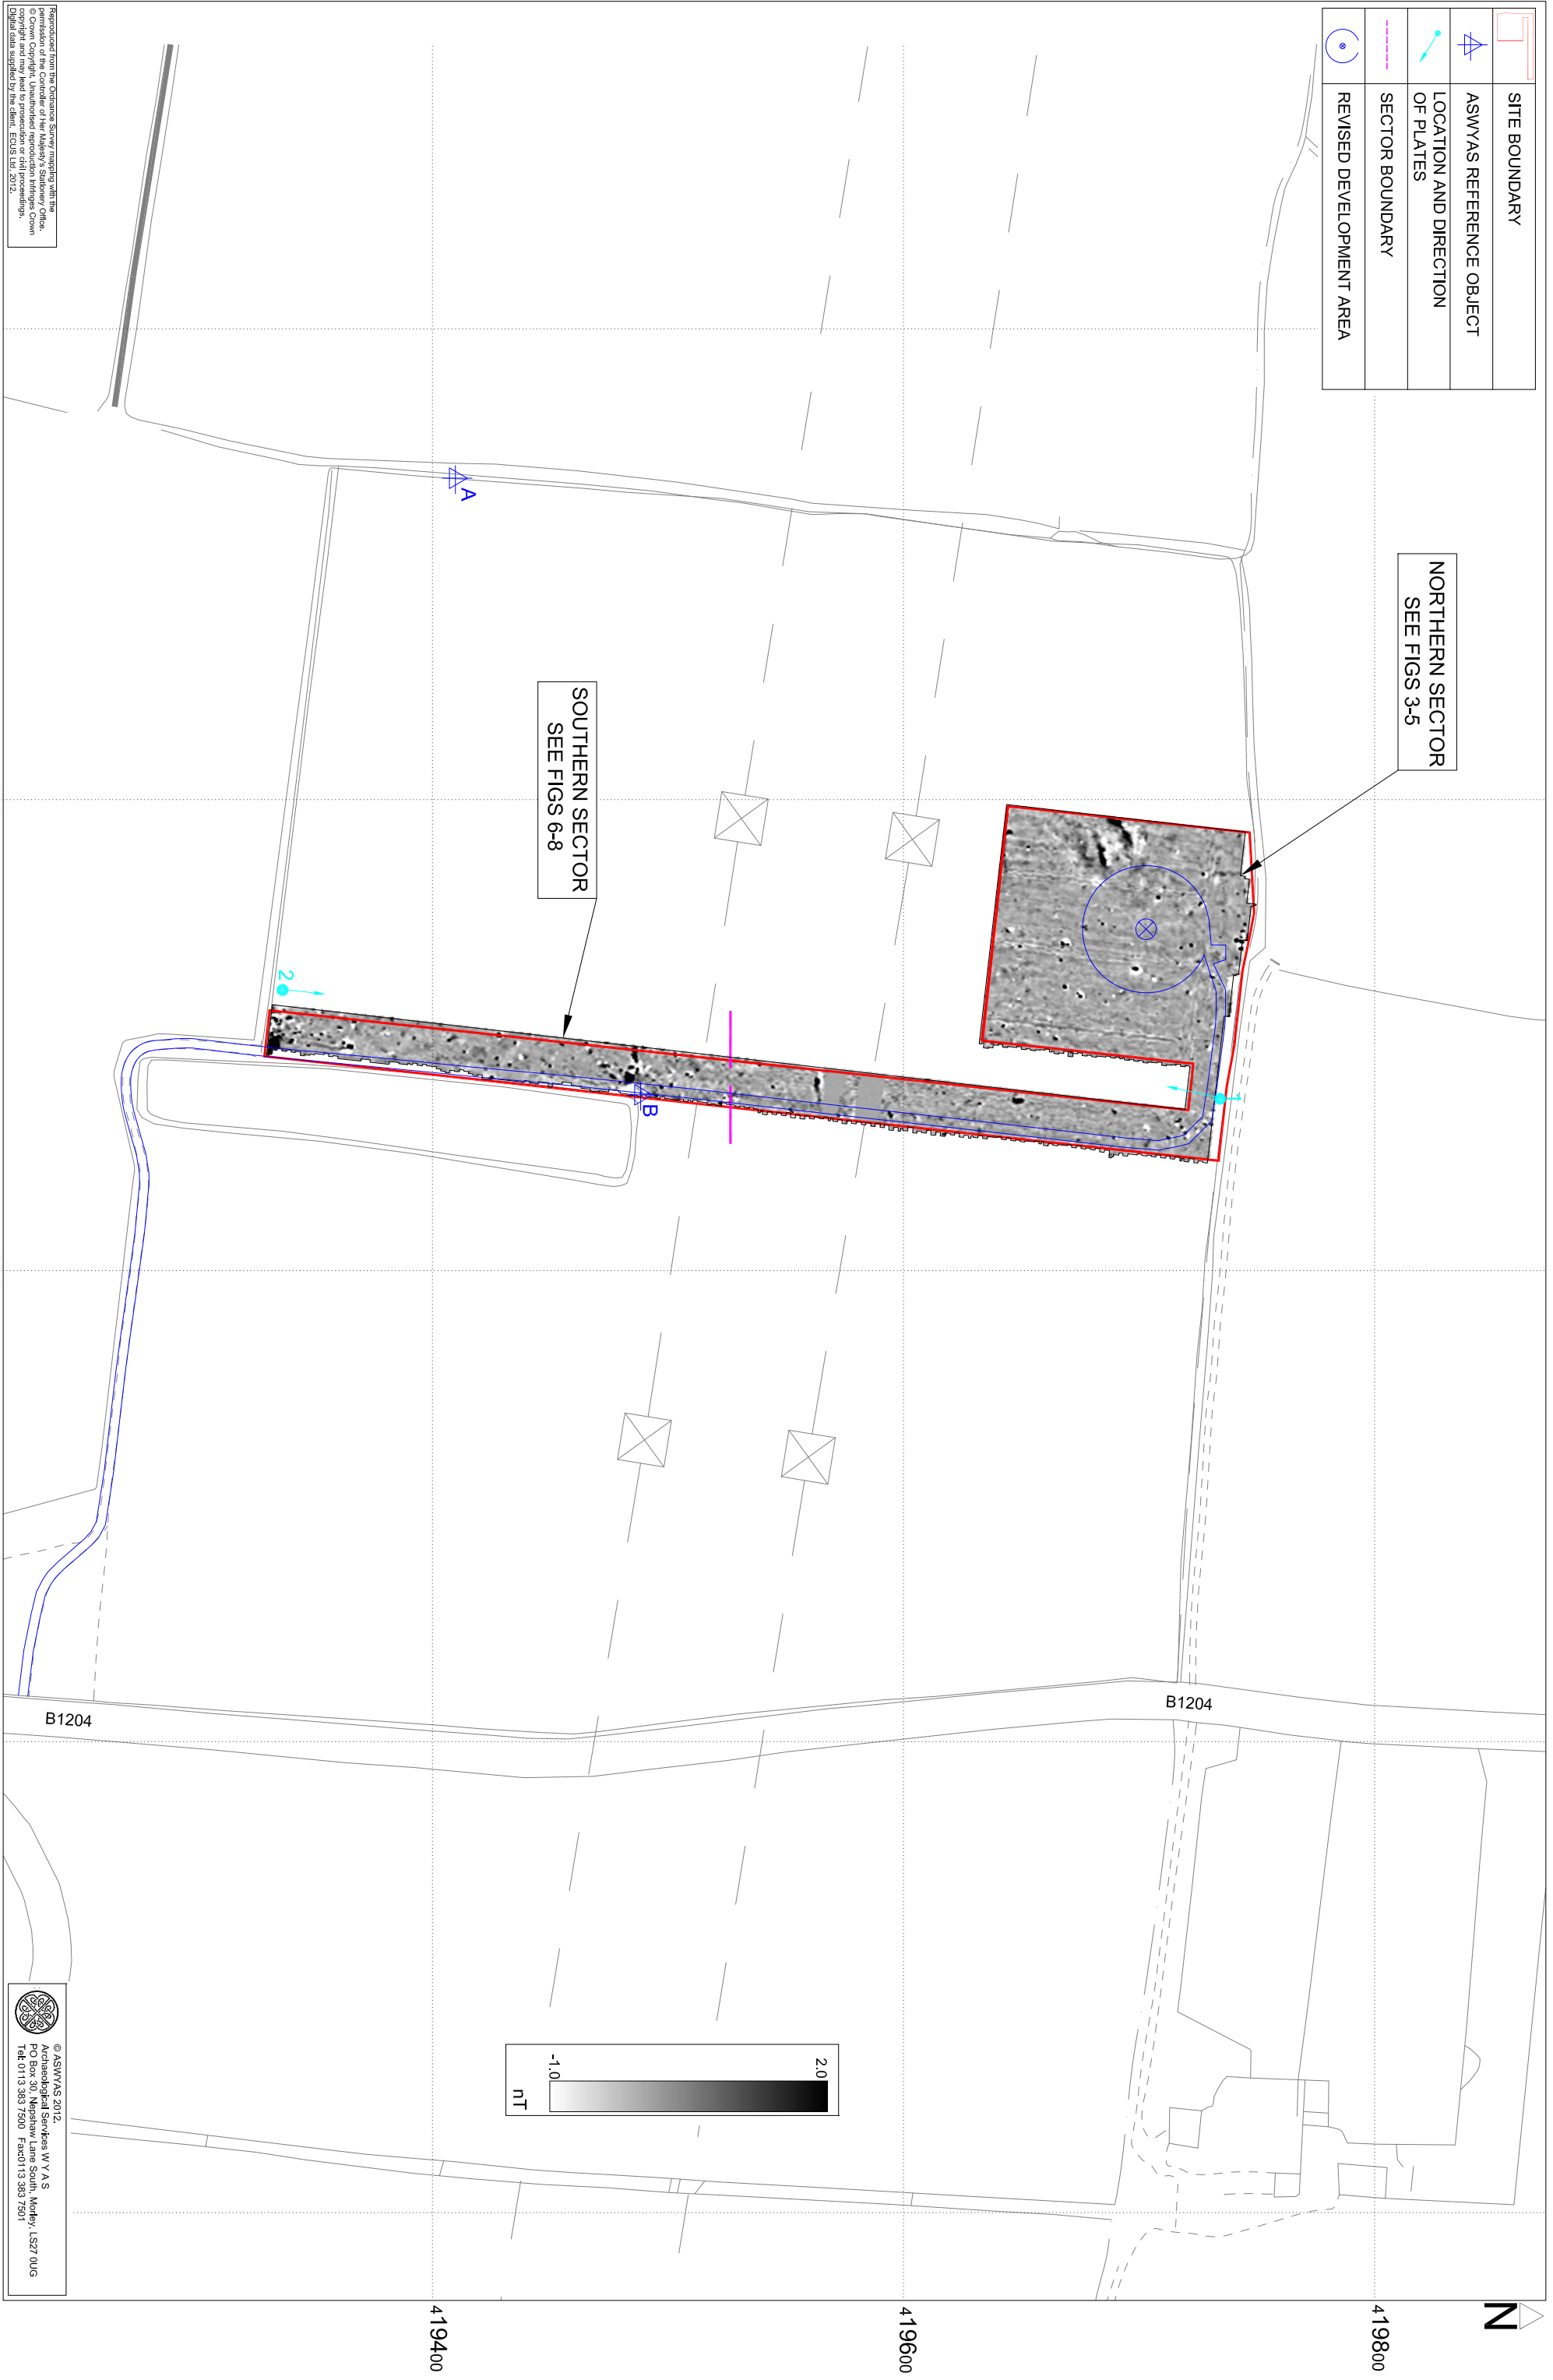 SITE BOUNDARY
ASWYAS REFERENCE OBJECT
LOCATION AND DIRECTION
OF PLATES
SECTOR BOUNDARY
REVISED DEVELOPMENT AREA
NORTHERN SECTOR
SEE FIGS 3-5
SOUTHERN SECTOR
SEE FIGS 6-8
A
B
1
2
B1204
B1204
2.0
-1.0
nT
N
419800
419600
419400
Reproduced from the Ordnance Survey mapping with the
permission of the Controller of Her Majesty's Stationery Office.
© Crown Copyright. Unauthorised reproduction infringes Crown
copyright and may lead to prosecution or civil proceedings.
Digital data supplied by the client, ECUS Ltd, 2012.
© ASWYAS 2012.
Archaeological Services W Y A S
PO Box 30, Nepshaw Lane South, Morley, LS27 0UG
Tel: 0113 383 7500 Fax:0113 383 7501